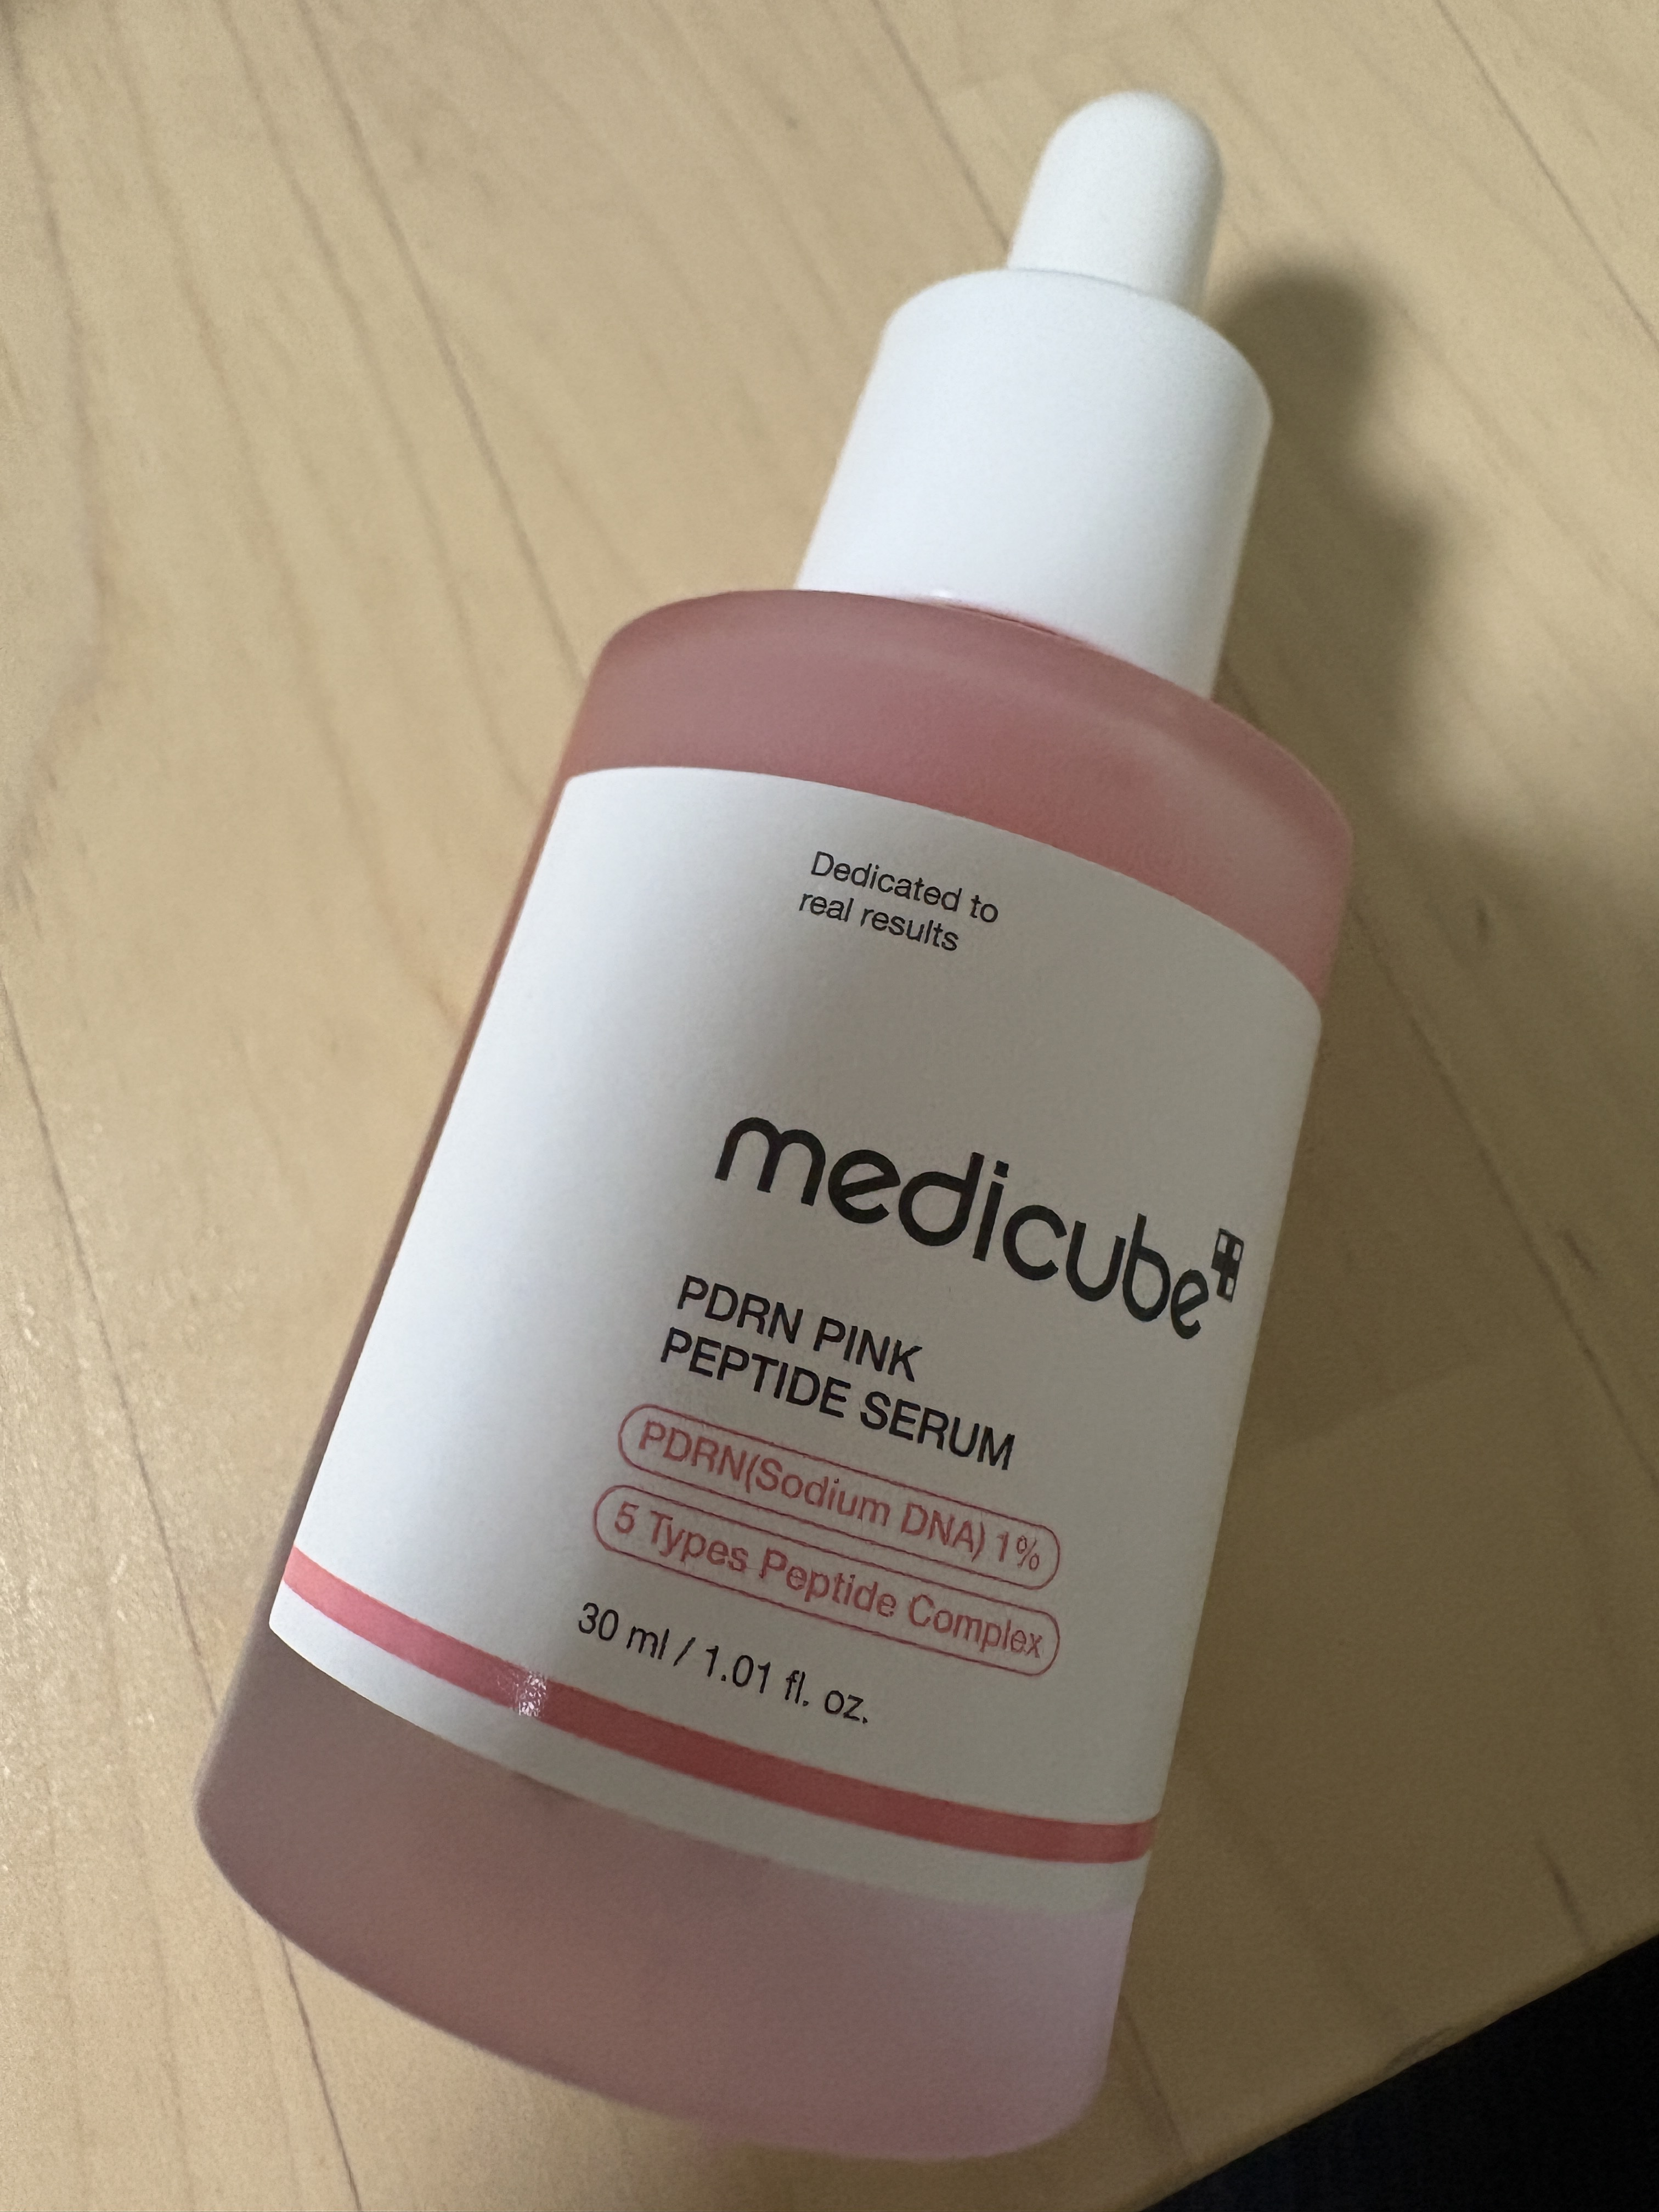 Dedicated to
real results
medicube
PDRN PINK
PEPTIDE SERUM
PDRN(Sodium DNA) 1%
5 Types Peptide Complex
30 ml / 1.01 fl. oz.